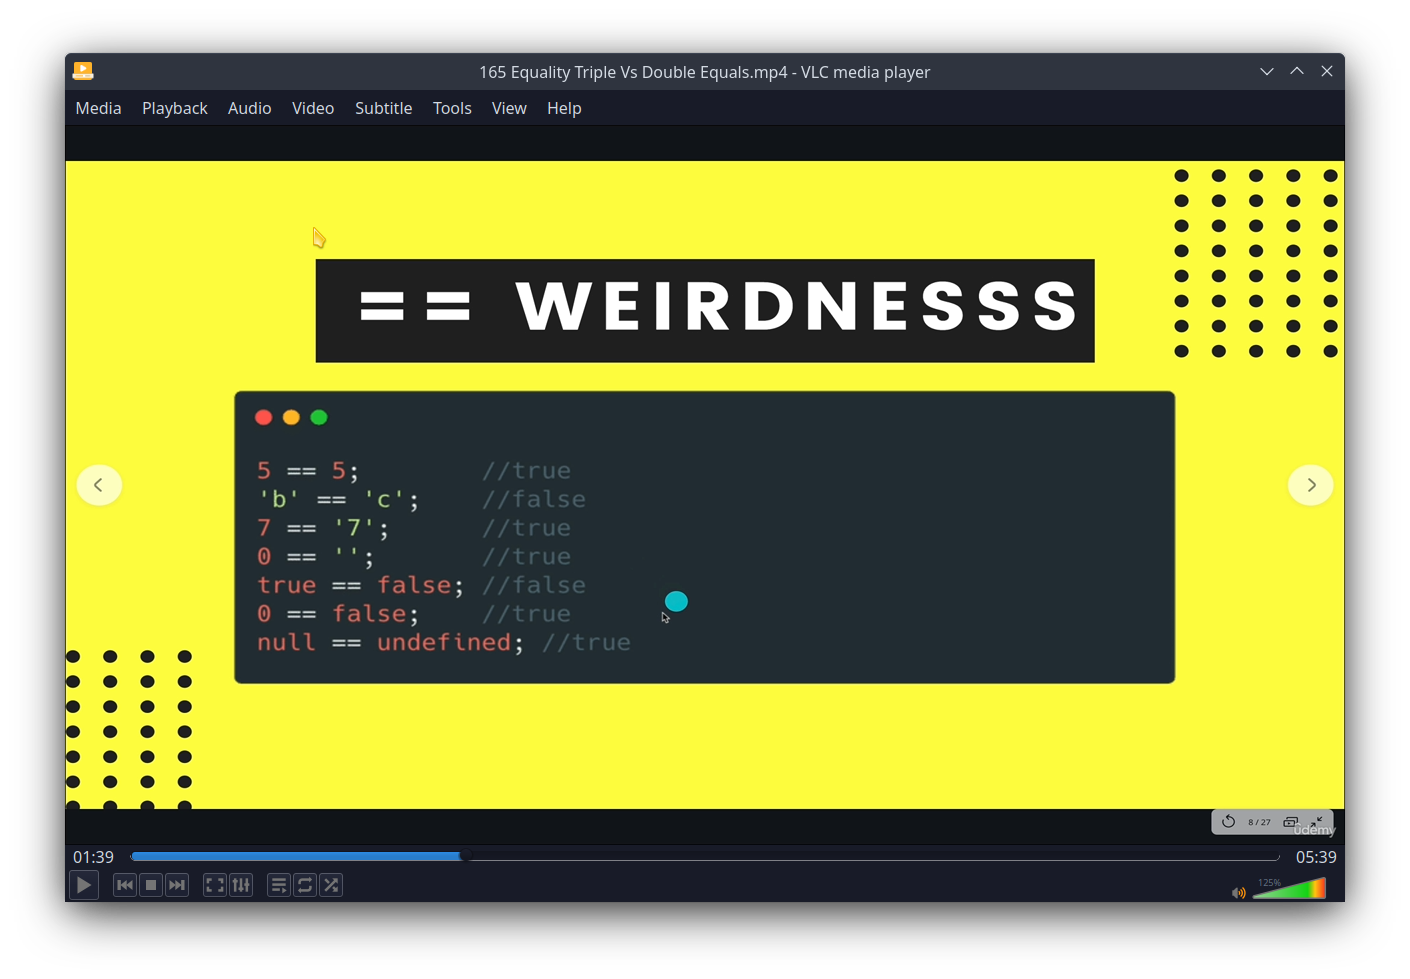 165 Equality Triple Vs Double Equals.mp4 - VLC media player
Media Playback Audio Video Subtitle Tools View Help
== WEIRDNESSS
5 == 5; //true
'b' == 'c'; //false
7 == '7'; //true
0 == ''; //true
true == false; //false
0 == false; //true
null == undefined; //true
8 / 27
ûdemy
01:39 05:39
125%